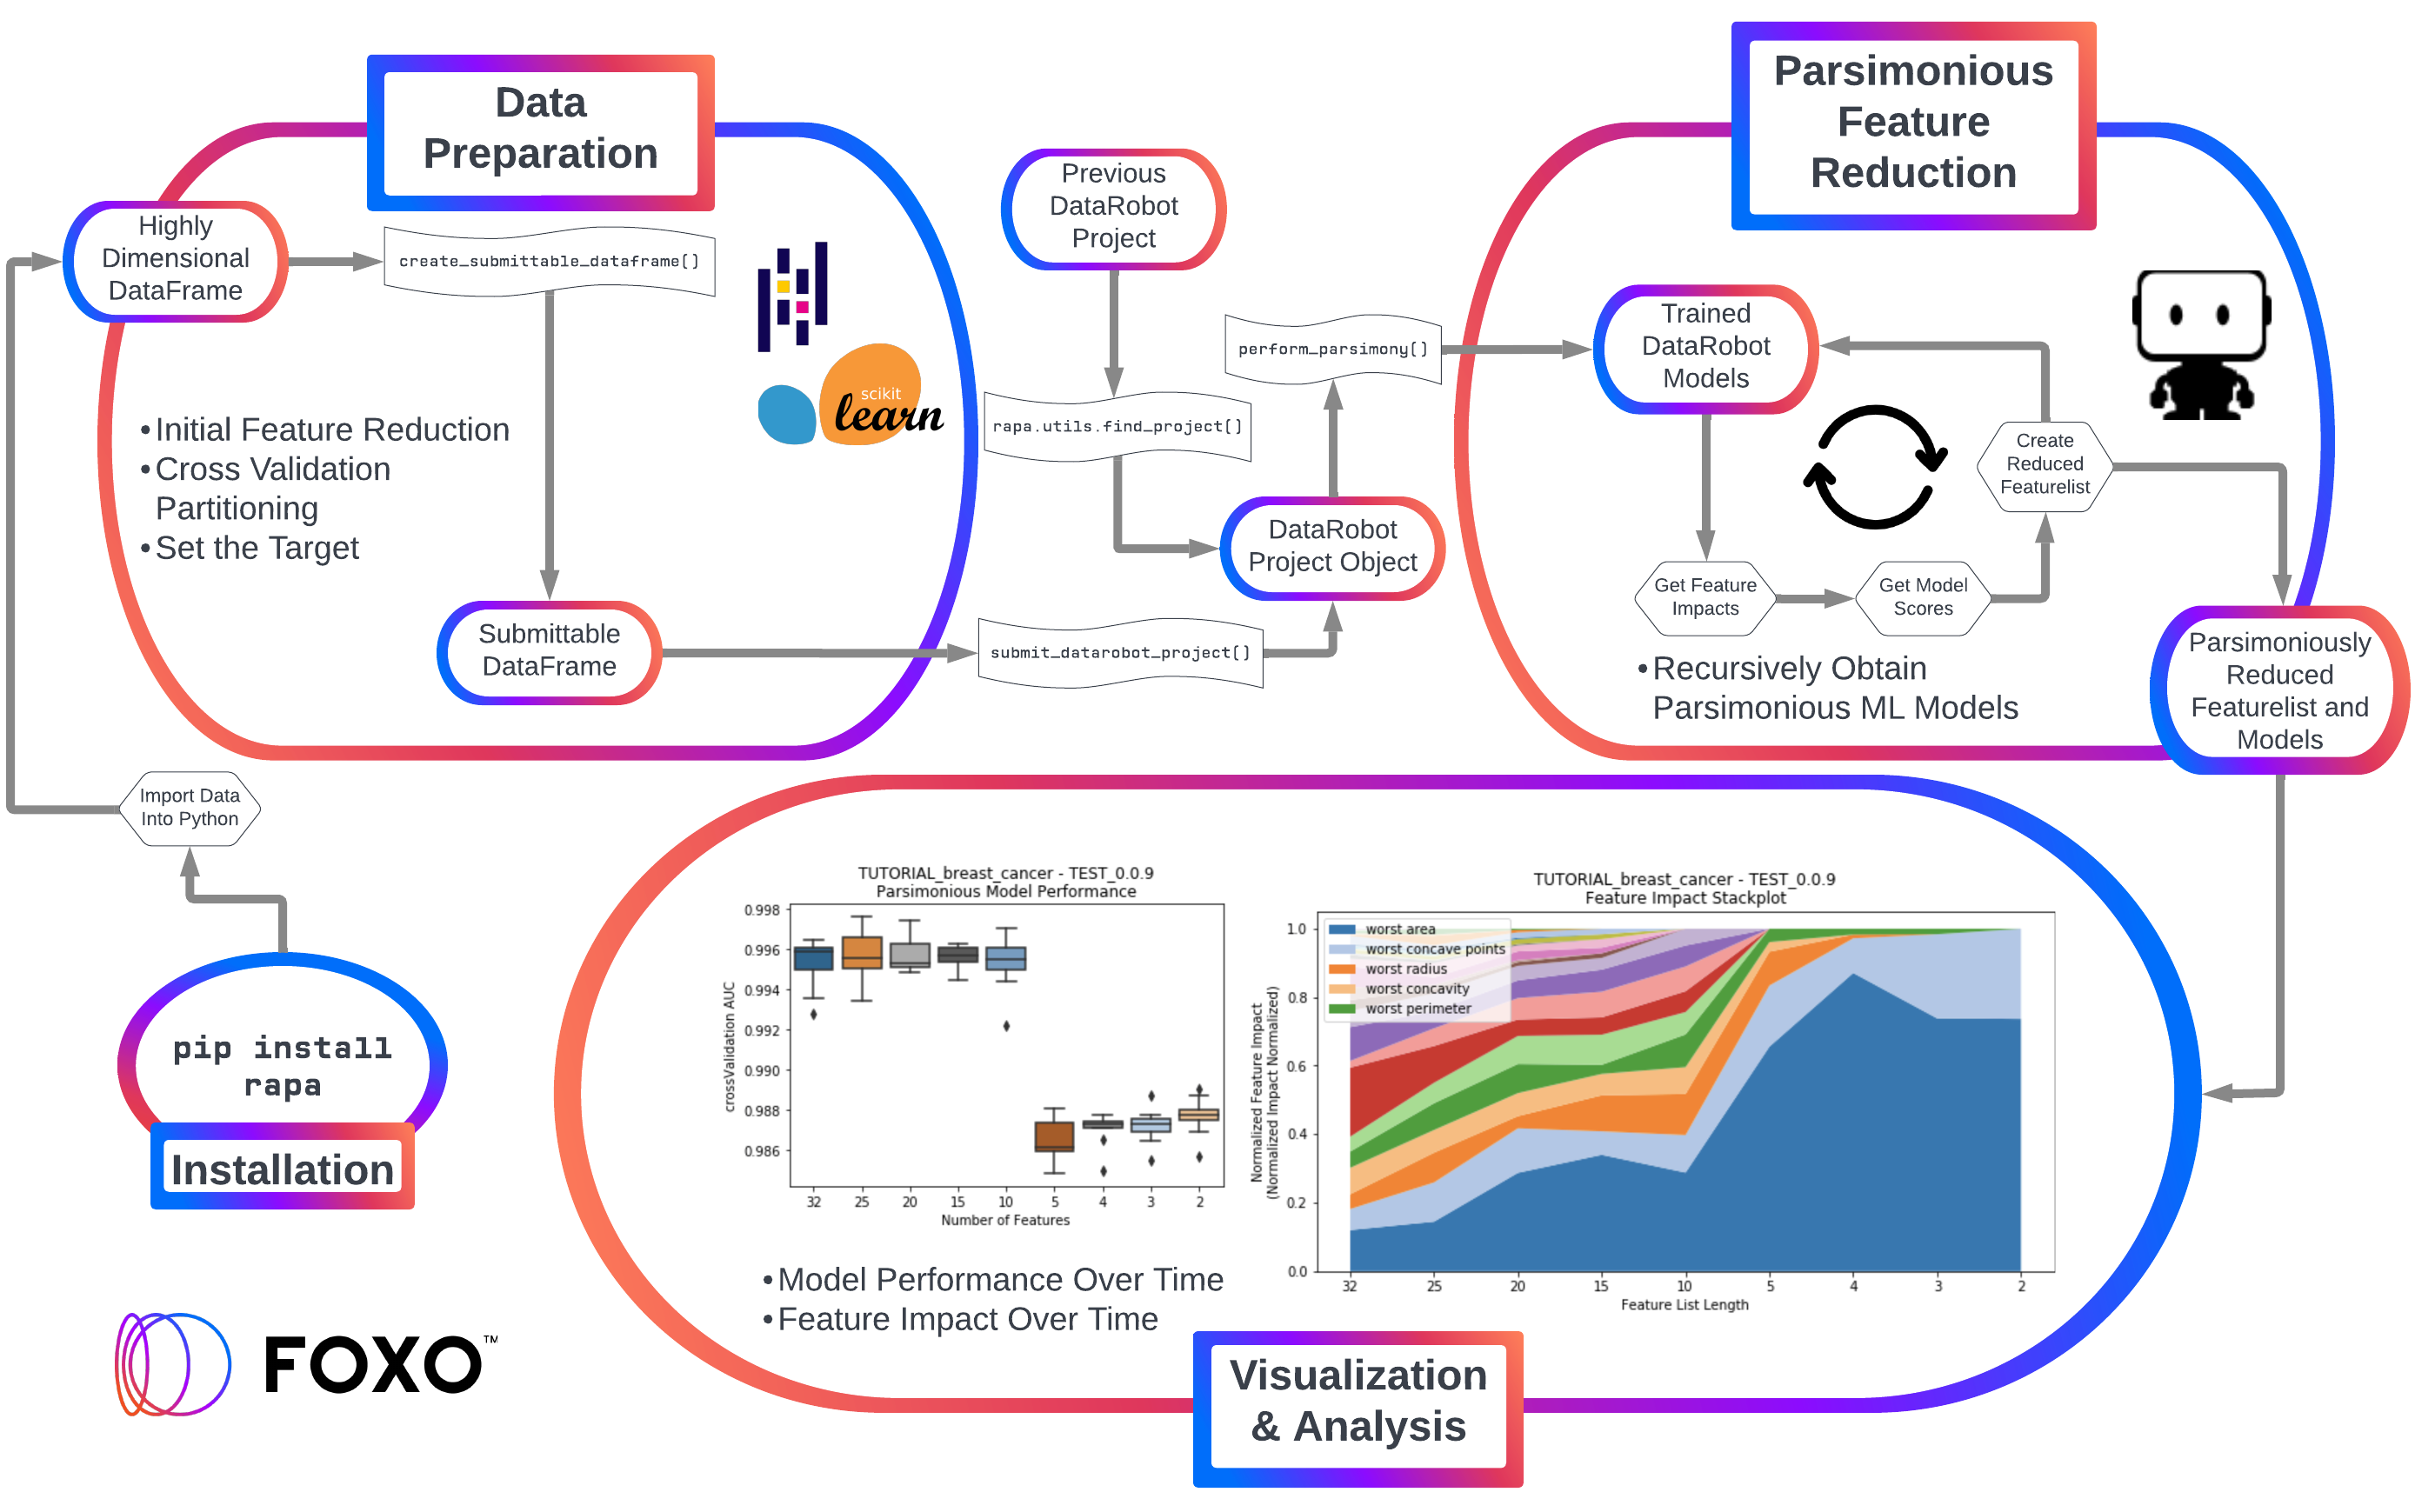 Data
Preparation
Highly
Dimensional
DataFrame
create_submittable_dataframe()
scikit
learn
•Initial Feature Reduction
•Cross Validation
Partitioning
•Set the Target
Submittable
DataFrame
Previous
DataRobot
Project
rapa.utils.find_project()
perform_parsimony()
DataRobot
Project Object
submit_datarobot_project()
Parsimonious
Feature
Reduction
Trained
DataRobot
Models
Create
Reduced
Featurelist
Get Feature
Impacts
Get Model
Scores
•Recursively Obtain
Parsimonious ML Models
Parsimoniously
Reduced
Featurelist and
Models
Import Data
Into Python
pip install
rapa
Installation
FOXO™
TUTORIAL_breast_cancer - TEST_0.0.9
Parsimonious Model Performance
crossValidation AUC
0.998
0.996
0.994
0.992
0.990
0.988
0.986
32 25 20 15 10 5 4 3 2
Number of Features
TUTORIAL_breast_cancer - TEST_0.0.9
Feature Impact Stackplot
Normalized Feature Impact
(Normalized Impact Normalized)
1.0
0.8
0.6
0.4
0.2
0.0
worst area
worst concave points
worst radius
worst concavity
worst perimeter
32 25 20 15 10 5 4 3 2
Feature List Length
•Model Performance Over Time
•Feature Impact Over Time
Visualization
& Analysis